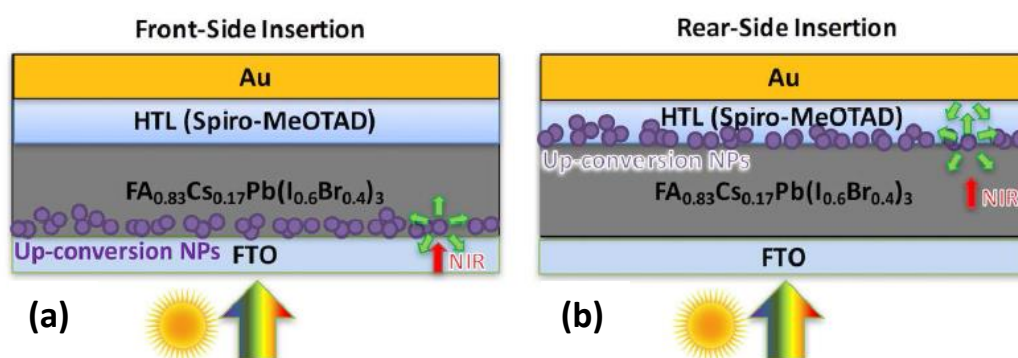 Front-Side Insertion
Au
HTL (Spiro-MeOTAD)
FA₀.₈₃Cs₀.₁₇Pb(I₀.₆Br₀.₄)₃
Up-conversion NPs
FTO
NIR
(a)
Rear-Side Insertion
Au
HTL (Spiro-MeOTAD)
Up-conversion NPs
FA₀.₈₃Cs₀.₁₇Pb(I₀.₆Br₀.₄)₃
NIR
FTO
(b)